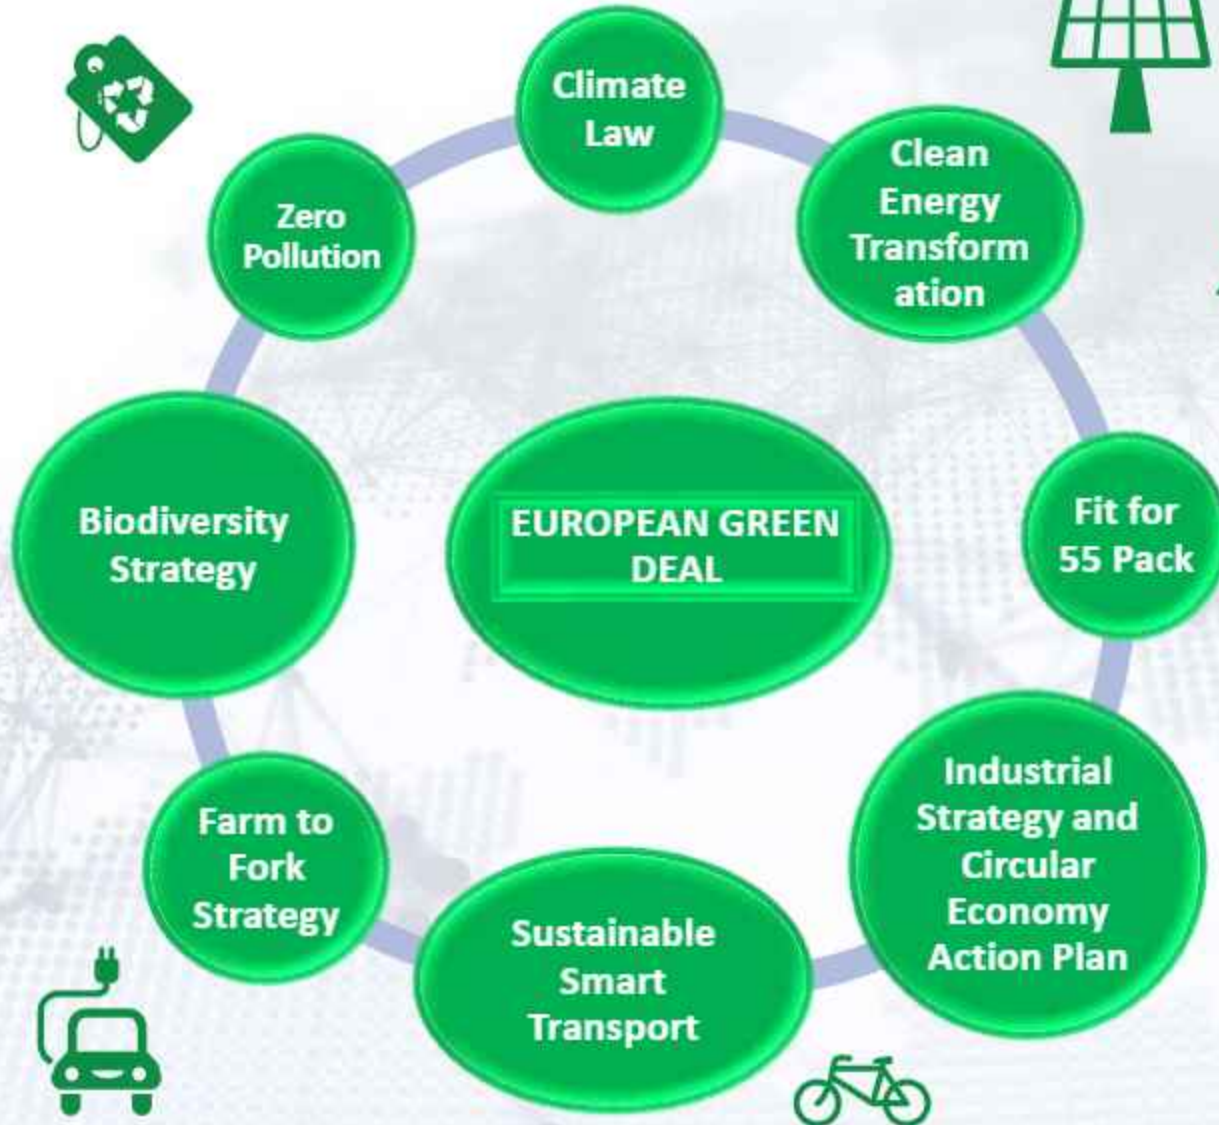 Climate
Law
Clean
Energy
Transform
ation
Fit for
55 Pack
Industrial
Strategy and
Circular
Economy
Action Plan
Sustainable
Smart
Transport
Farm to
Fork
Strategy
Biodiversity
Strategy
Zero
Pollution
EUROPEAN GREEN
DEAL